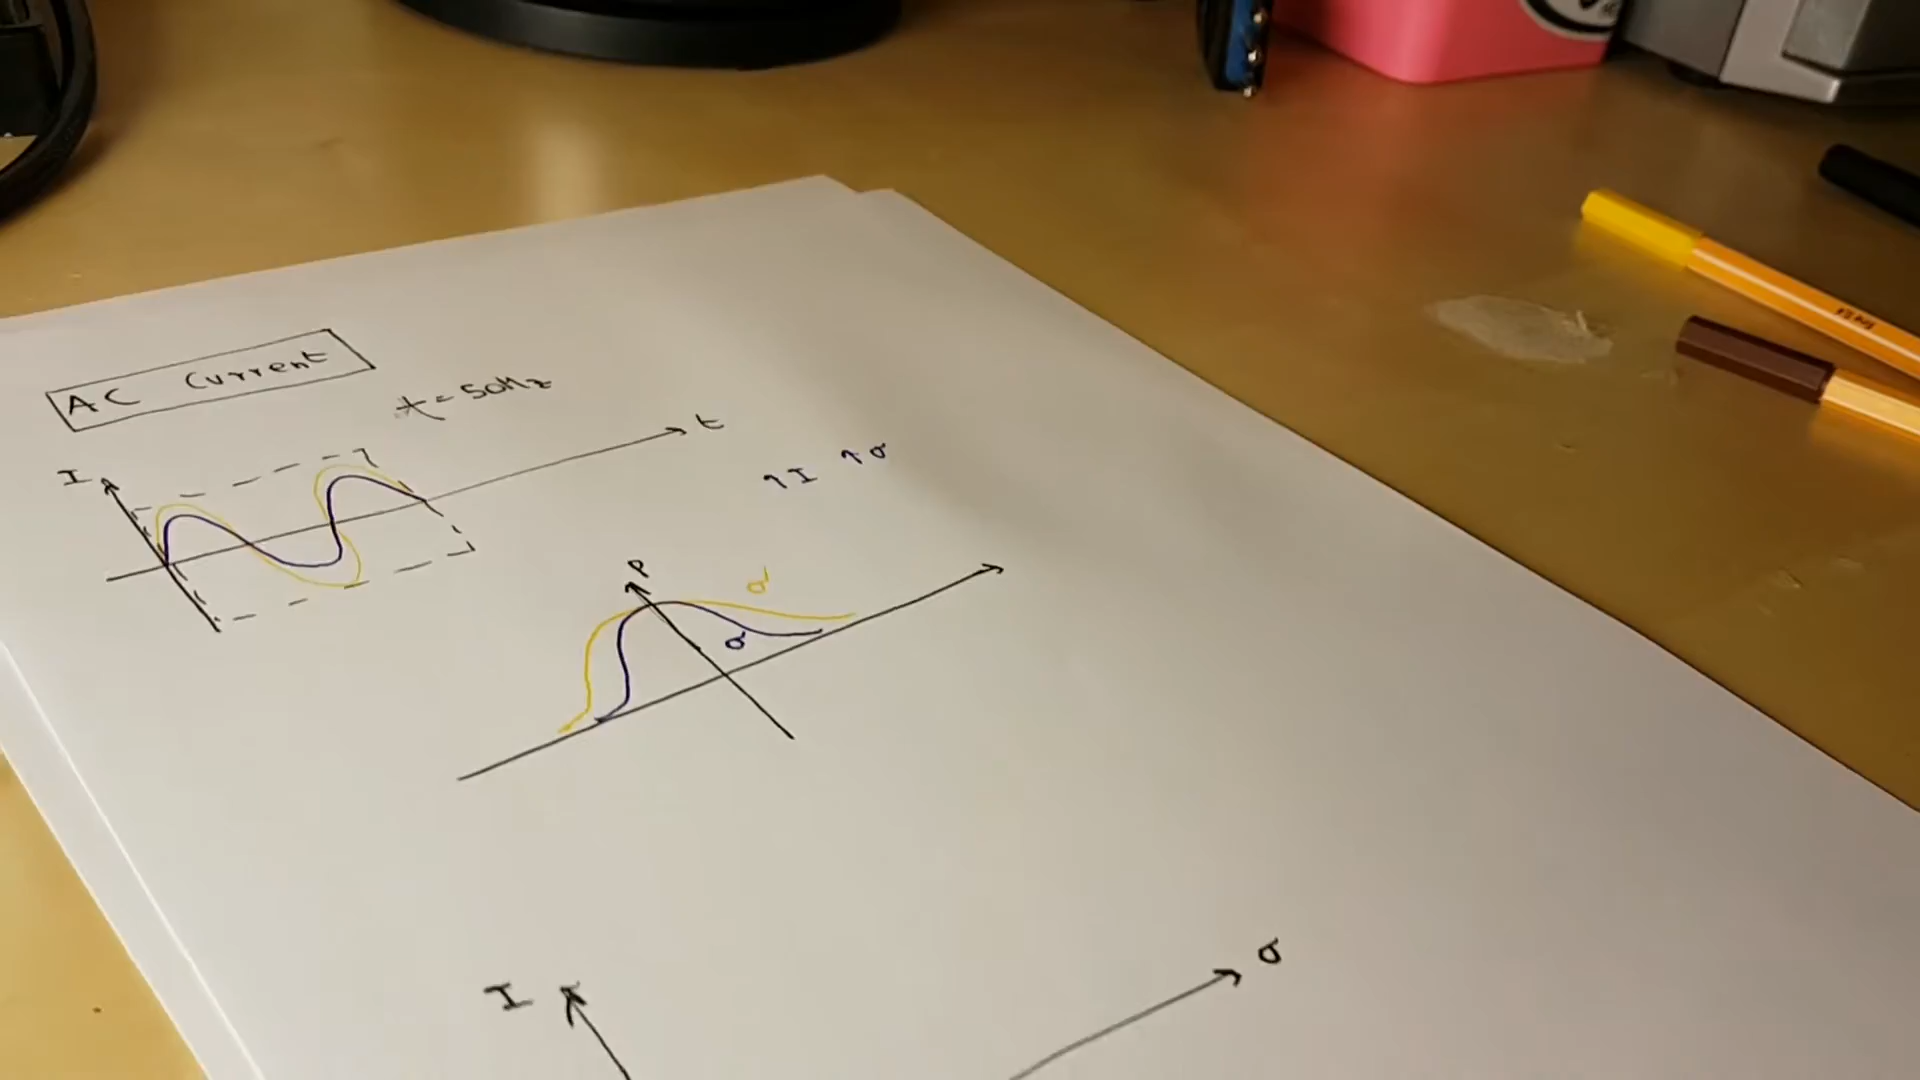 AC Current
t = 50Hz
I
t
↑I ↑σ
P
σ'
σ
I
σ